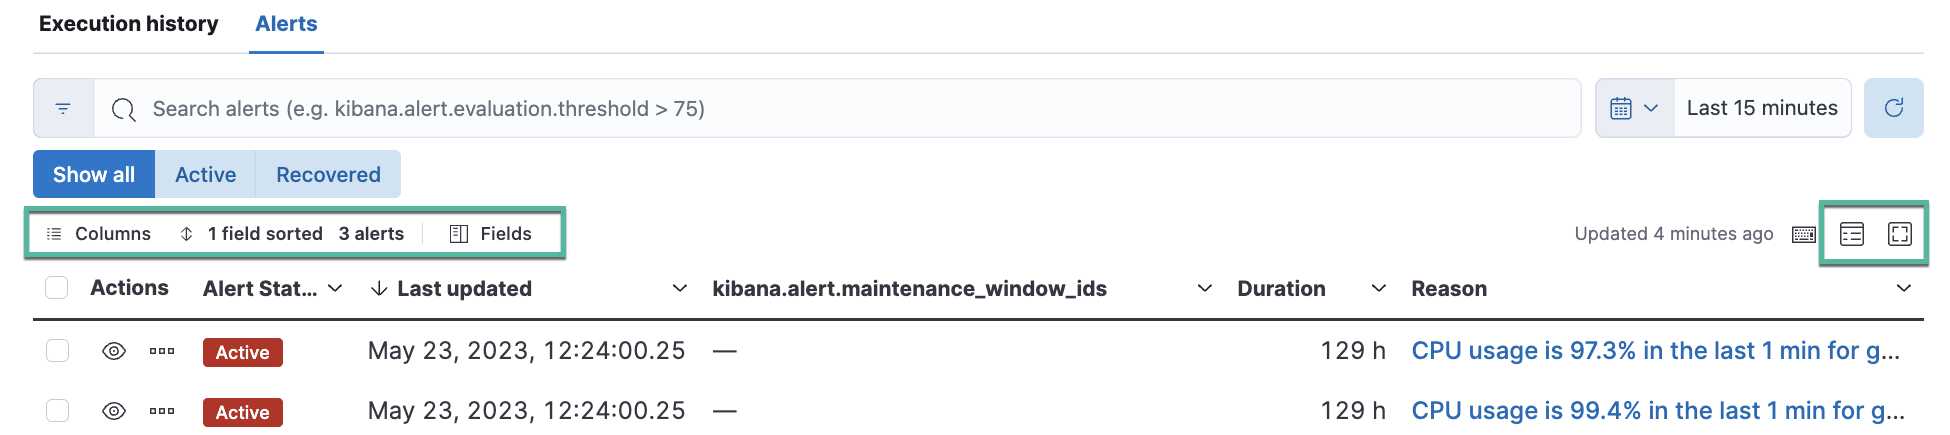 Execution history Alerts
Search alerts (e.g. kibana.alert.evaluation.threshold > 75) Last 15 minutes
Show all Active Recovered
Columns 1 field sorted 3 alerts Fields Updated 4 minutes ago
Actions Alert Stat... Last updated kibana.alert.maintenance_window_ids Duration Reason
Active May 23, 2023, 12:24:00.25 — 129 h CPU usage is 97.3% in the last 1 min for g...
Active May 23, 2023, 12:24:00.25 — 129 h CPU usage is 99.4% in the last 1 min for g...